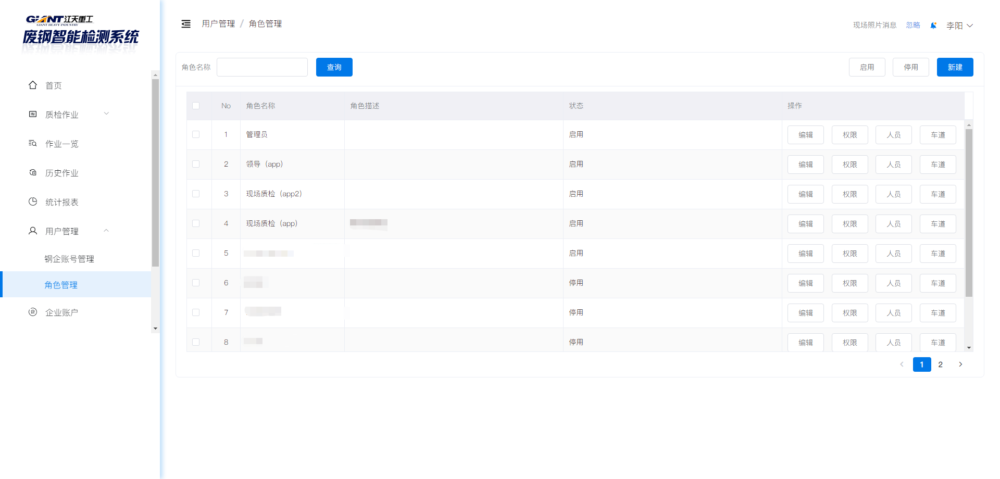 GIANT江天重工
GIANT HEAVY INDUSTRY
废钢智能检测系统
首页
质检作业
作业一览
历史作业
统计报表
用户管理
钢企账号管理
角色管理
企业账户
用户管理 / 角色管理
现场照片消息 忽略 李阳
角色名称 查询 启用 停用 新建
No 角色名称 角色描述 状态 操作
1 管理员 启用 编辑 权限 人员 车道
2 领导（app） 启用 编辑 权限 人员 车道
3 现场质检（app2） 启用 编辑 权限 人员 车道
4 现场质检（app） 启用 编辑 权限 人员 车道
5 启用 编辑 权限 人员 车道
6 停用 编辑 权限 人员 车道
7 停用 编辑 权限 人员 车道
8 停用 编辑 权限 人员 车道
1 2